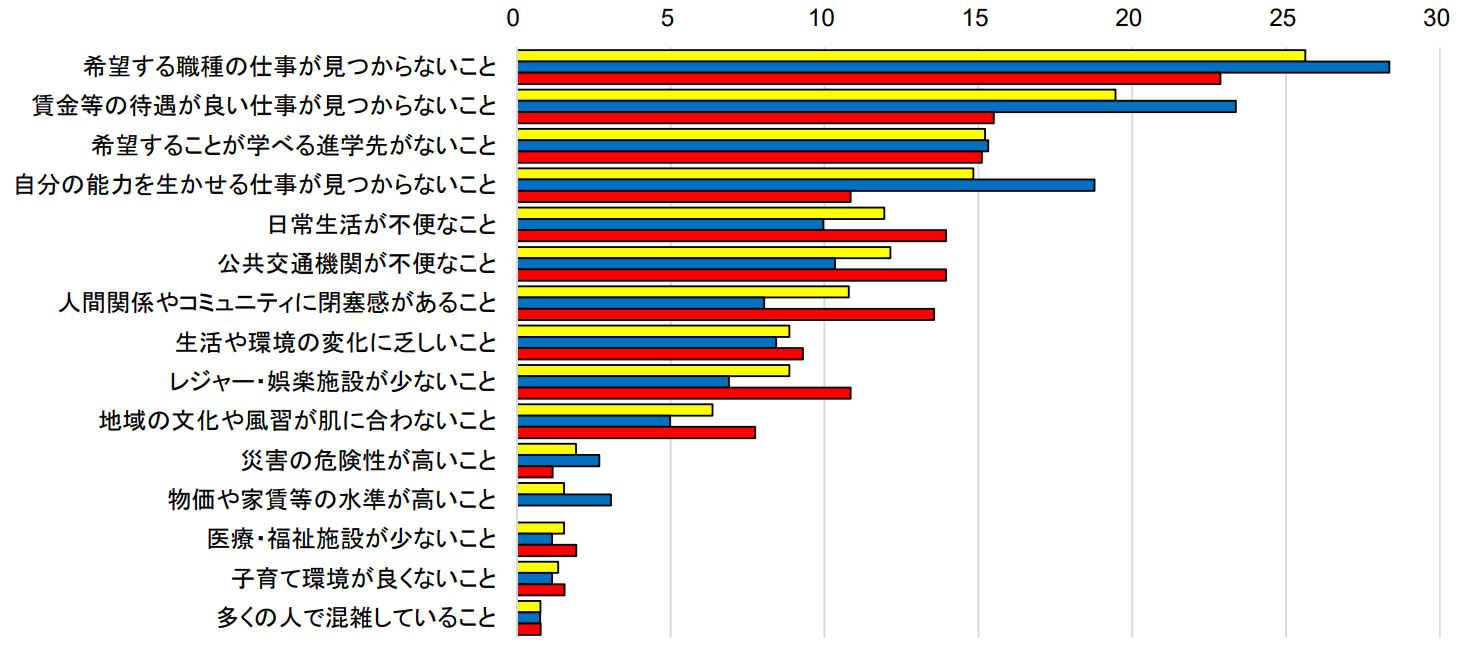 0 5 10 15 20 25 30
希望する職種の仕事が見つからないこと
賃金等の待遇が良い仕事が見つからないこと
希望することが学べる進学先がないこと
自分の能力を生かせる仕事が見つからないこと
日常生活が不便なこと
公共交通機関が不便なこと
人間関係やコミュニティに閉塞感があること
生活や環境の変化に乏しいこと
レジャー・娯楽施設が少ないこと
地域の文化や風習が肌に合わないこと
災害の危険性が高いこと
物価や家賃等の水準が高いこと
医療・福祉施設が少ないこと
子育て環境が良くないこと
多くの人で混雑していること